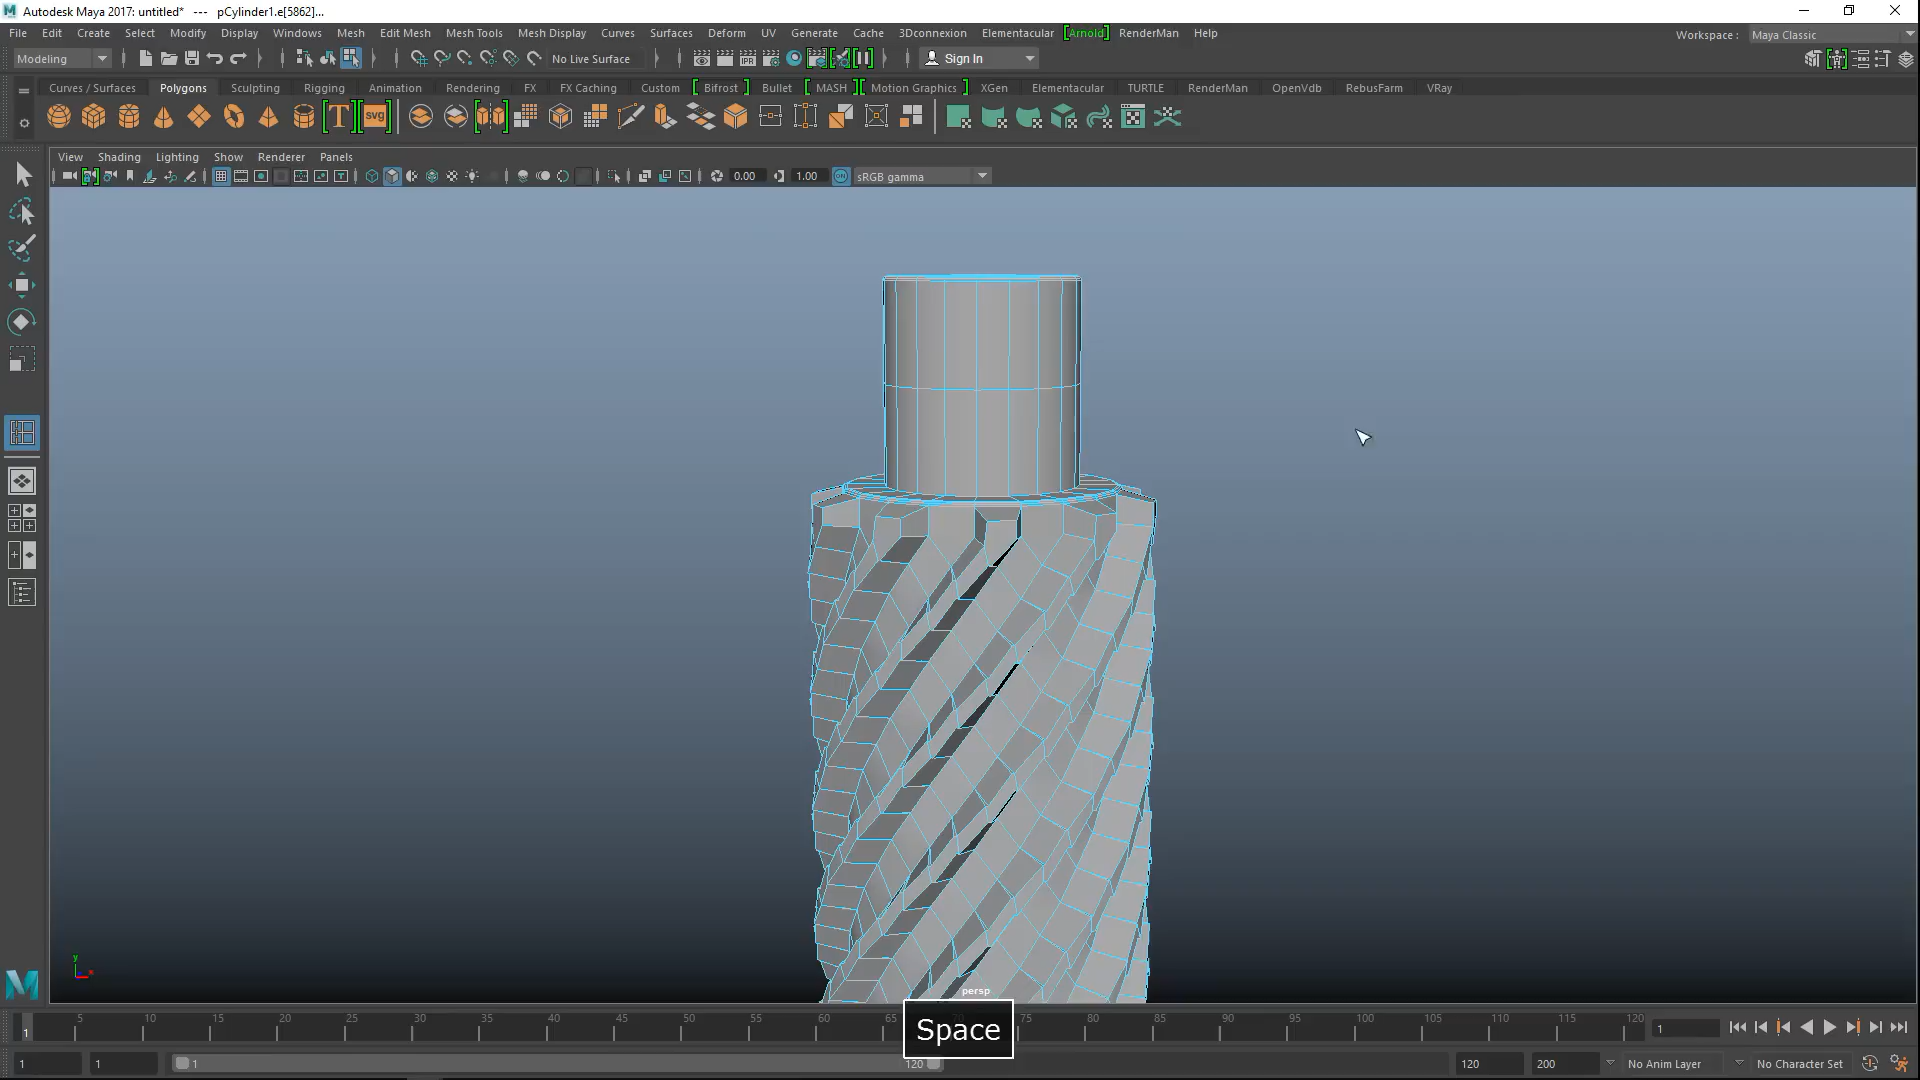 Autodesk Maya 2017: untitled* --- pCylinder1.e[5862]...
File Edit Create Select Modify Display Windows Mesh Edit Mesh Mesh Tools Mesh Display Curves Surfaces Deform UV Generate Cache 3Dconnexion Elementacular [Arnold] RenderMan Help
Workspace : Maya Classic
Modeling No Live Surface IPR Sign In
Curves / Surfaces Polygons Sculpting Rigging Animation Rendering FX FX Caching Custom [ Bifrost ] Bullet [ MASH ] [ Motion Graphics ] XGen Elementacular TURTLE RenderMan OpenVdb RebusFarm VRay
T svg
View Shading Lighting Show Renderer Panels
0.00 1.00 ON sRGB gamma
y
persp
Space
1 5 10 15 20 25 30 35 40 45 50 55 60 65 75 80 85 90 95 100 105 110 115 120 1
1 1 1 120 120 200 No Anim Layer No Character Set